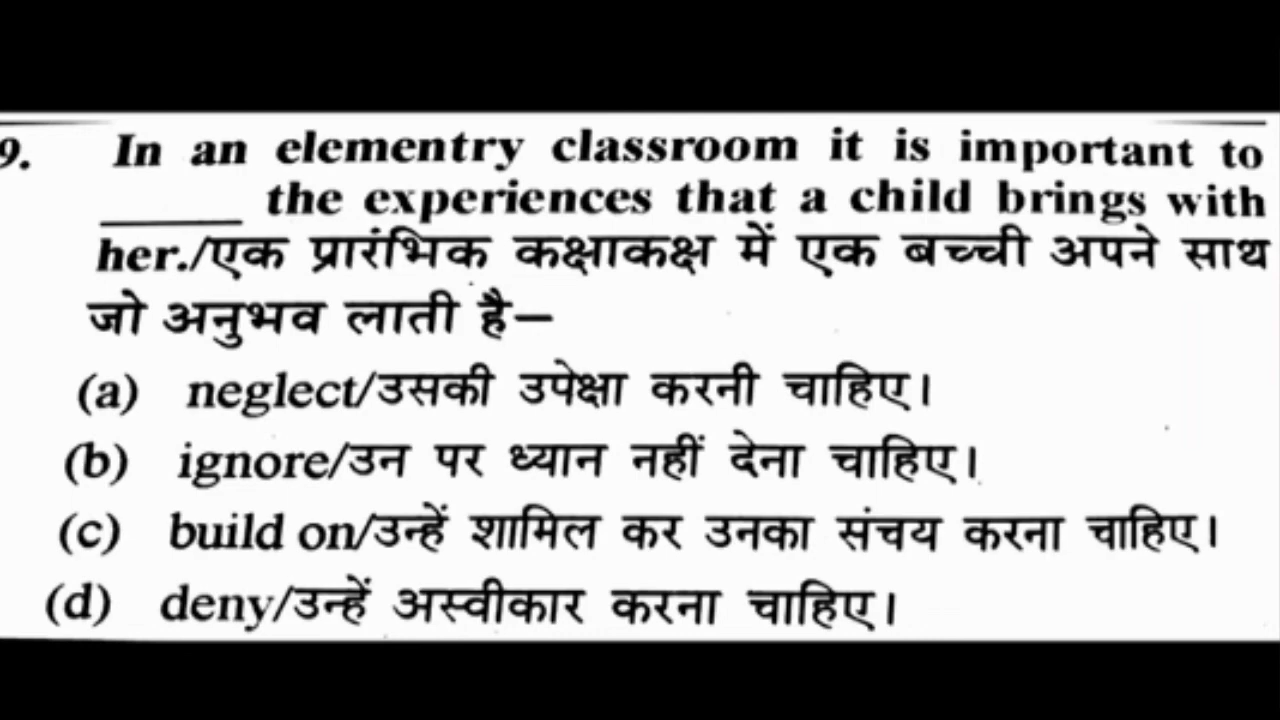 9. In an elementry classroom it is important to
_______ the experiences that a child brings with
her./एक प्रारंभिक कक्षाकक्ष में एक बच्ची अपने साथ
जो अनुभव लाती है–
(a) neglect/उसकी उपेक्षा करनी चाहिए।
(b) ignore/उन पर ध्यान नहीं देना चाहिए।
(c) build on/उन्हें शामिल कर उनका संचय करना चाहिए।
(d) deny/उन्हें अस्वीकार करना चाहिए।